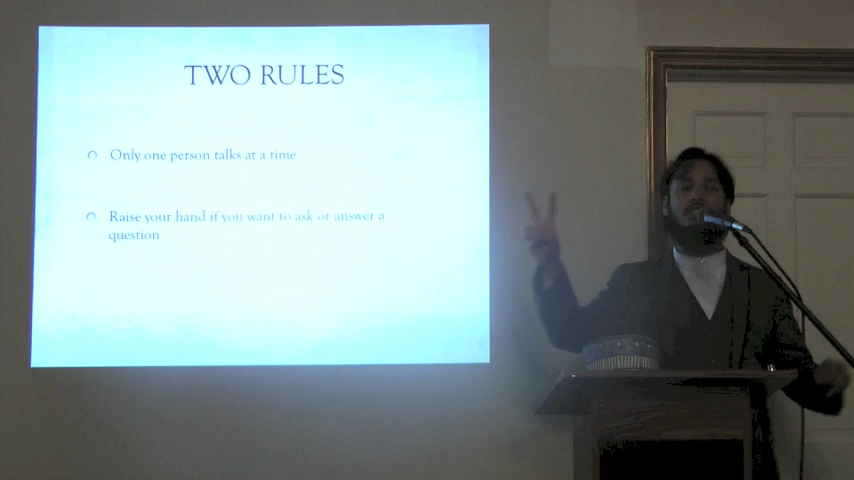 TWO RULES
Only one person talks at a time
Raise your hand if you want to ask or answer a
question